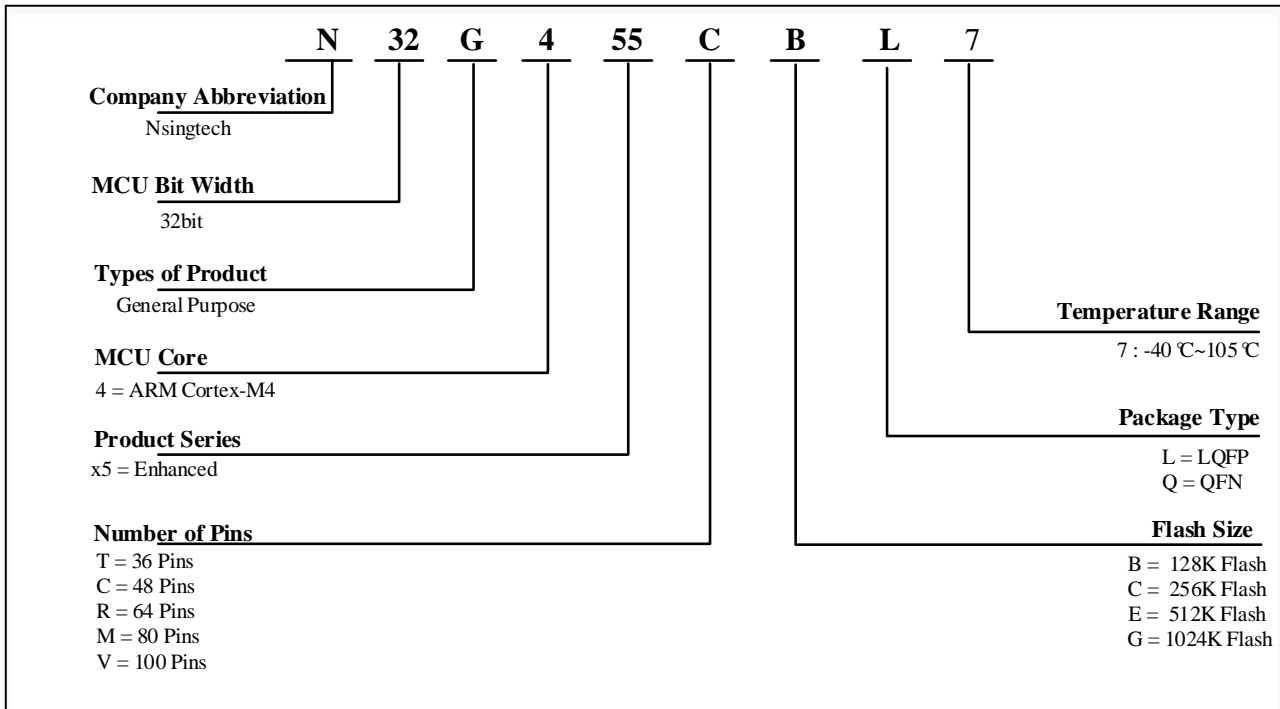 N 32 G 4 55 C B L 7
Company Abbreviation
Nsingtech
MCU Bit Width
32bit
Types of Product
General Purpose
MCU Core
4 = ARM Cortex-M4
Product Series
x5 = Enhanced
Number of Pins
T = 36 Pins
C = 48 Pins
R = 64 Pins
M = 80 Pins
V = 100 Pins
Temperature Range
7 : -40 ℃~105 ℃
Package Type
L = LQFP
Q = QFN
Flash Size
B = 128K Flash
C = 256K Flash
E = 512K Flash
G = 1024K Flash